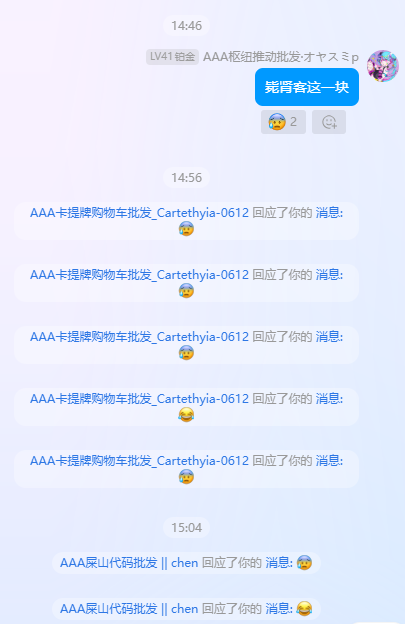 14:46
LV41 铂金 AAA枢纽推动批发·オヤスミp
毙肾客这一块
2
14:56
AAA卡提牌购物车批发_Cartethyia-0612 回应了你的 消息:
AAA卡提牌购物车批发_Cartethyia-0612 回应了你的 消息:
AAA卡提牌购物车批发_Cartethyia-0612 回应了你的 消息:
AAA卡提牌购物车批发_Cartethyia-0612 回应了你的 消息:
AAA卡提牌购物车批发_Cartethyia-0612 回应了你的 消息:
15:04
AAA屎山代码批发 || chen 回应了你的 消息:
AAA屎山代码批发 || chen 回应了你的 消息: